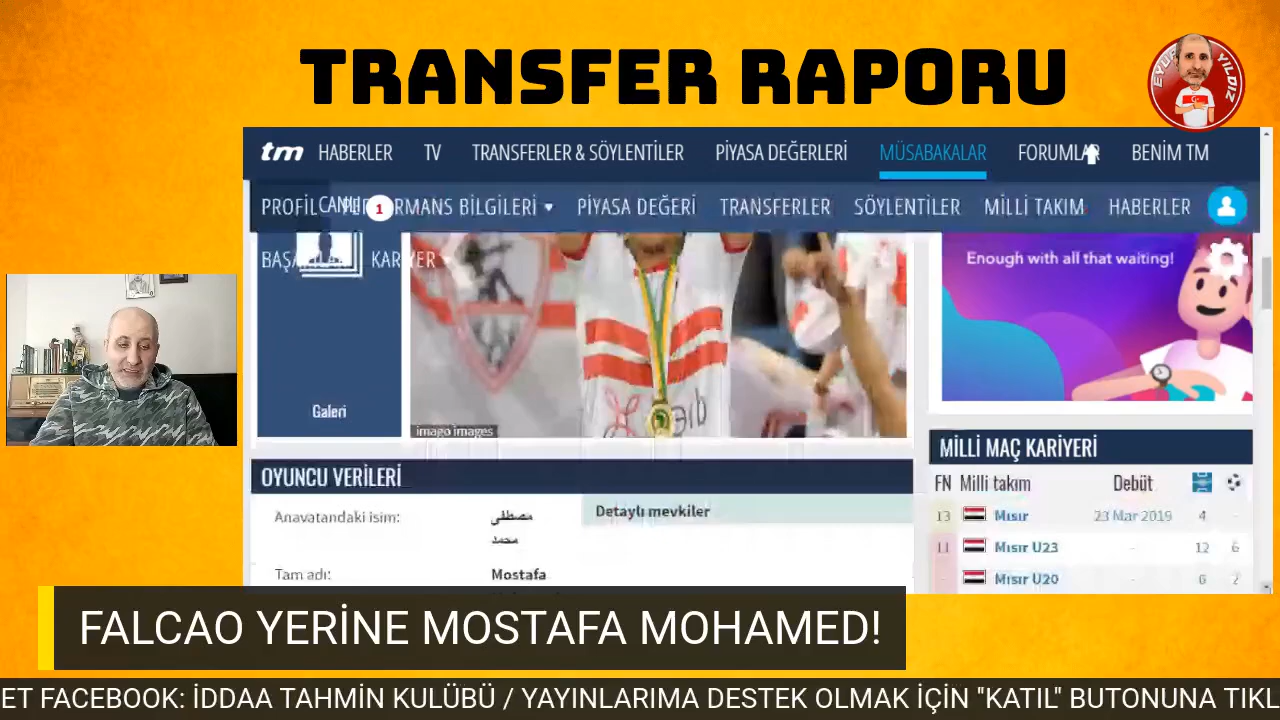 TRANSFER RAPORU
EYÜP YILDIZ
tm HABERLER TV TRANSFERLER & SÖYLENTİLER PİYASA DEĞERLERİ MÜSABAKALAR FORUMLAR BENİM TM
CANLI 1
PROFİL PERFORMANS BİLGİLERİ PİYASA DEĞERİ TRANSFERLER SÖYLENTİLER MİLLİ TAKIM HABERLER
KARİYER
Enough with all that waiting!
Galeri
imago images
MİLLİ MAÇ KARİYERİ
FN Milli takım Debüt
13 Mısır 23 Mar 2019 4 -
11 Mısır U23 - 12 6
- Mısır U20 - 6 2
OYUNCU VERİLERİ
Anavatandaki isim: مصطفى
محمد
Detaylı mevkiler
Tam adı: Mostafa
FALCAO YERİNE MOSTAFA MOHAMED!
ET FACEBOOK: İDDAA TAHMİN KULÜBÜ / YAYINLARIMA DESTEK OLMAK İÇİN "KATIL" BUTONUNA TIKL